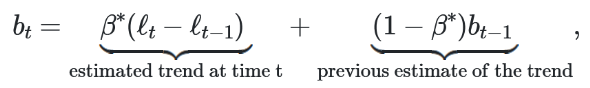 bₜ = β*(ℓₜ − ℓₜ₋₁) + (1 − β*)bₜ₋₁ ,
estimated trend at time t previous estimate of the trend